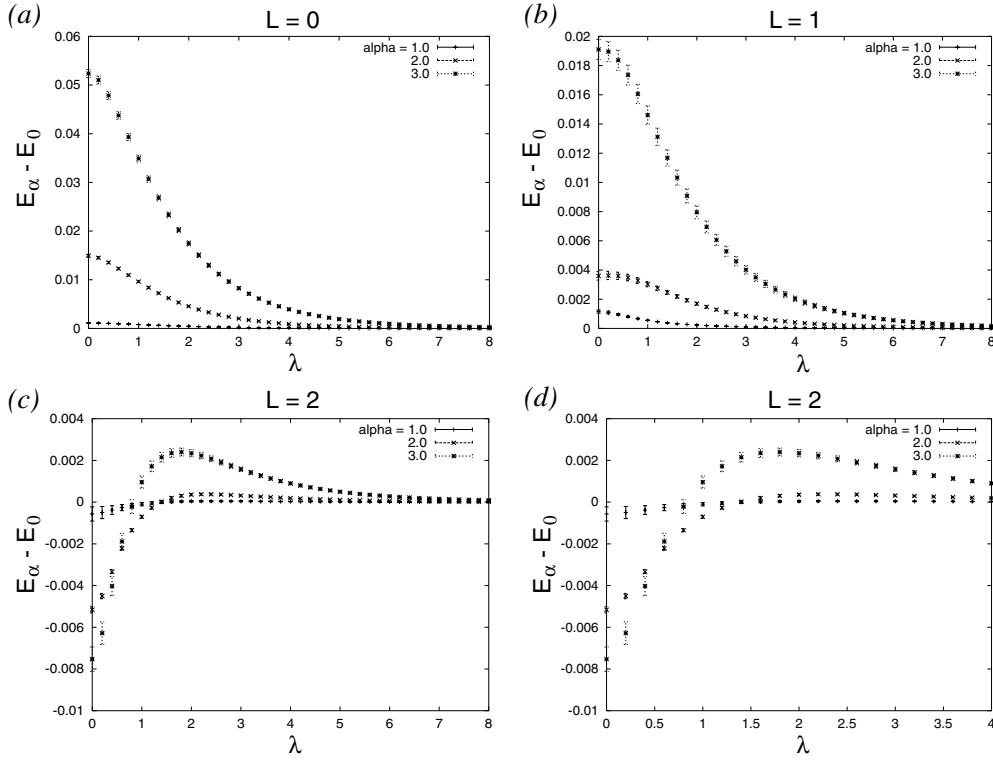 (a)
L = 0
alpha = 1.0
2.0
3.0
E_α - E_0
0.06
0.05
0.04
0.03
0.02
0.01
0
0 1 2 3 4 5 6 7 8
λ
(b)
L = 1
alpha = 1.0
2.0
3.0
E_α - E_0
0.02
0.018
0.016
0.014
0.012
0.01
0.008
0.006
0.004
0.002
0
0 1 2 3 4 5 6 7 8
λ
(c)
L = 2
alpha = 1.0
2.0
3.0
E_α - E_0
0.004
0.002
0
-0.002
-0.004
-0.006
-0.008
-0.01
0 1 2 3 4 5 6 7 8
λ
(d)
L = 2
alpha = 1.0
2.0
3.0
E_α - E_0
0.004
0.002
0
-0.002
-0.004
-0.006
-0.008
-0.01
0 0.5 1 1.5 2 2.5 3 3.5 4
λ